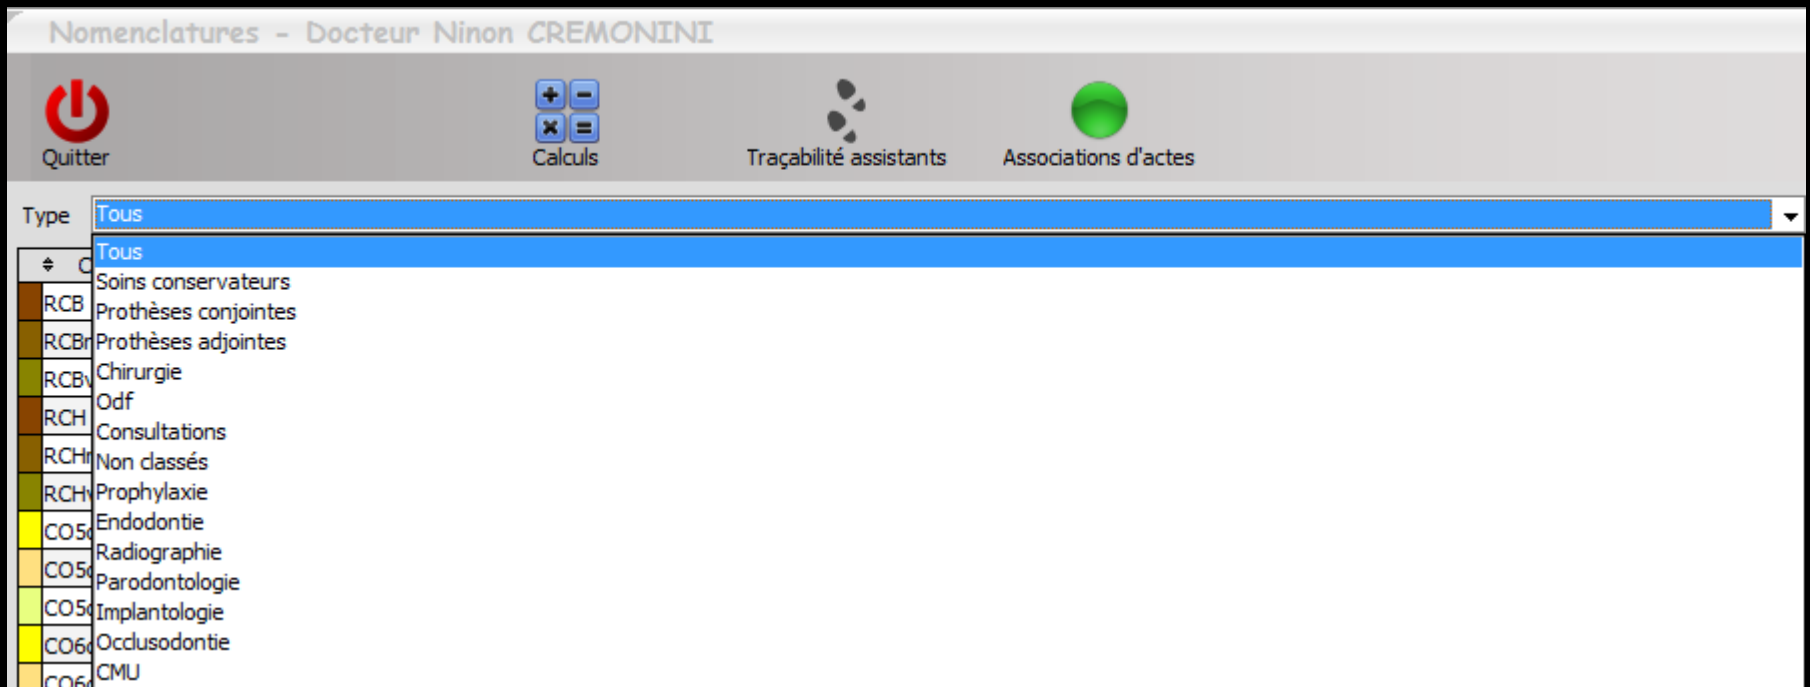 Nomenclatures - Docteur Ninon CREMONINI
Quitter
Calculs
Traçabilité assistants
Associations d'actes
Type Tous
Tous
Soins conservateurs
RCB Prothèses conjointes
Prothèses adjointes
Chirurgie
RCH Odf
Consultations
Non classés
Prophylaxie
Endodontie
Radiographie
Parodontologie
Implantologie
Occlusodontie
CMU